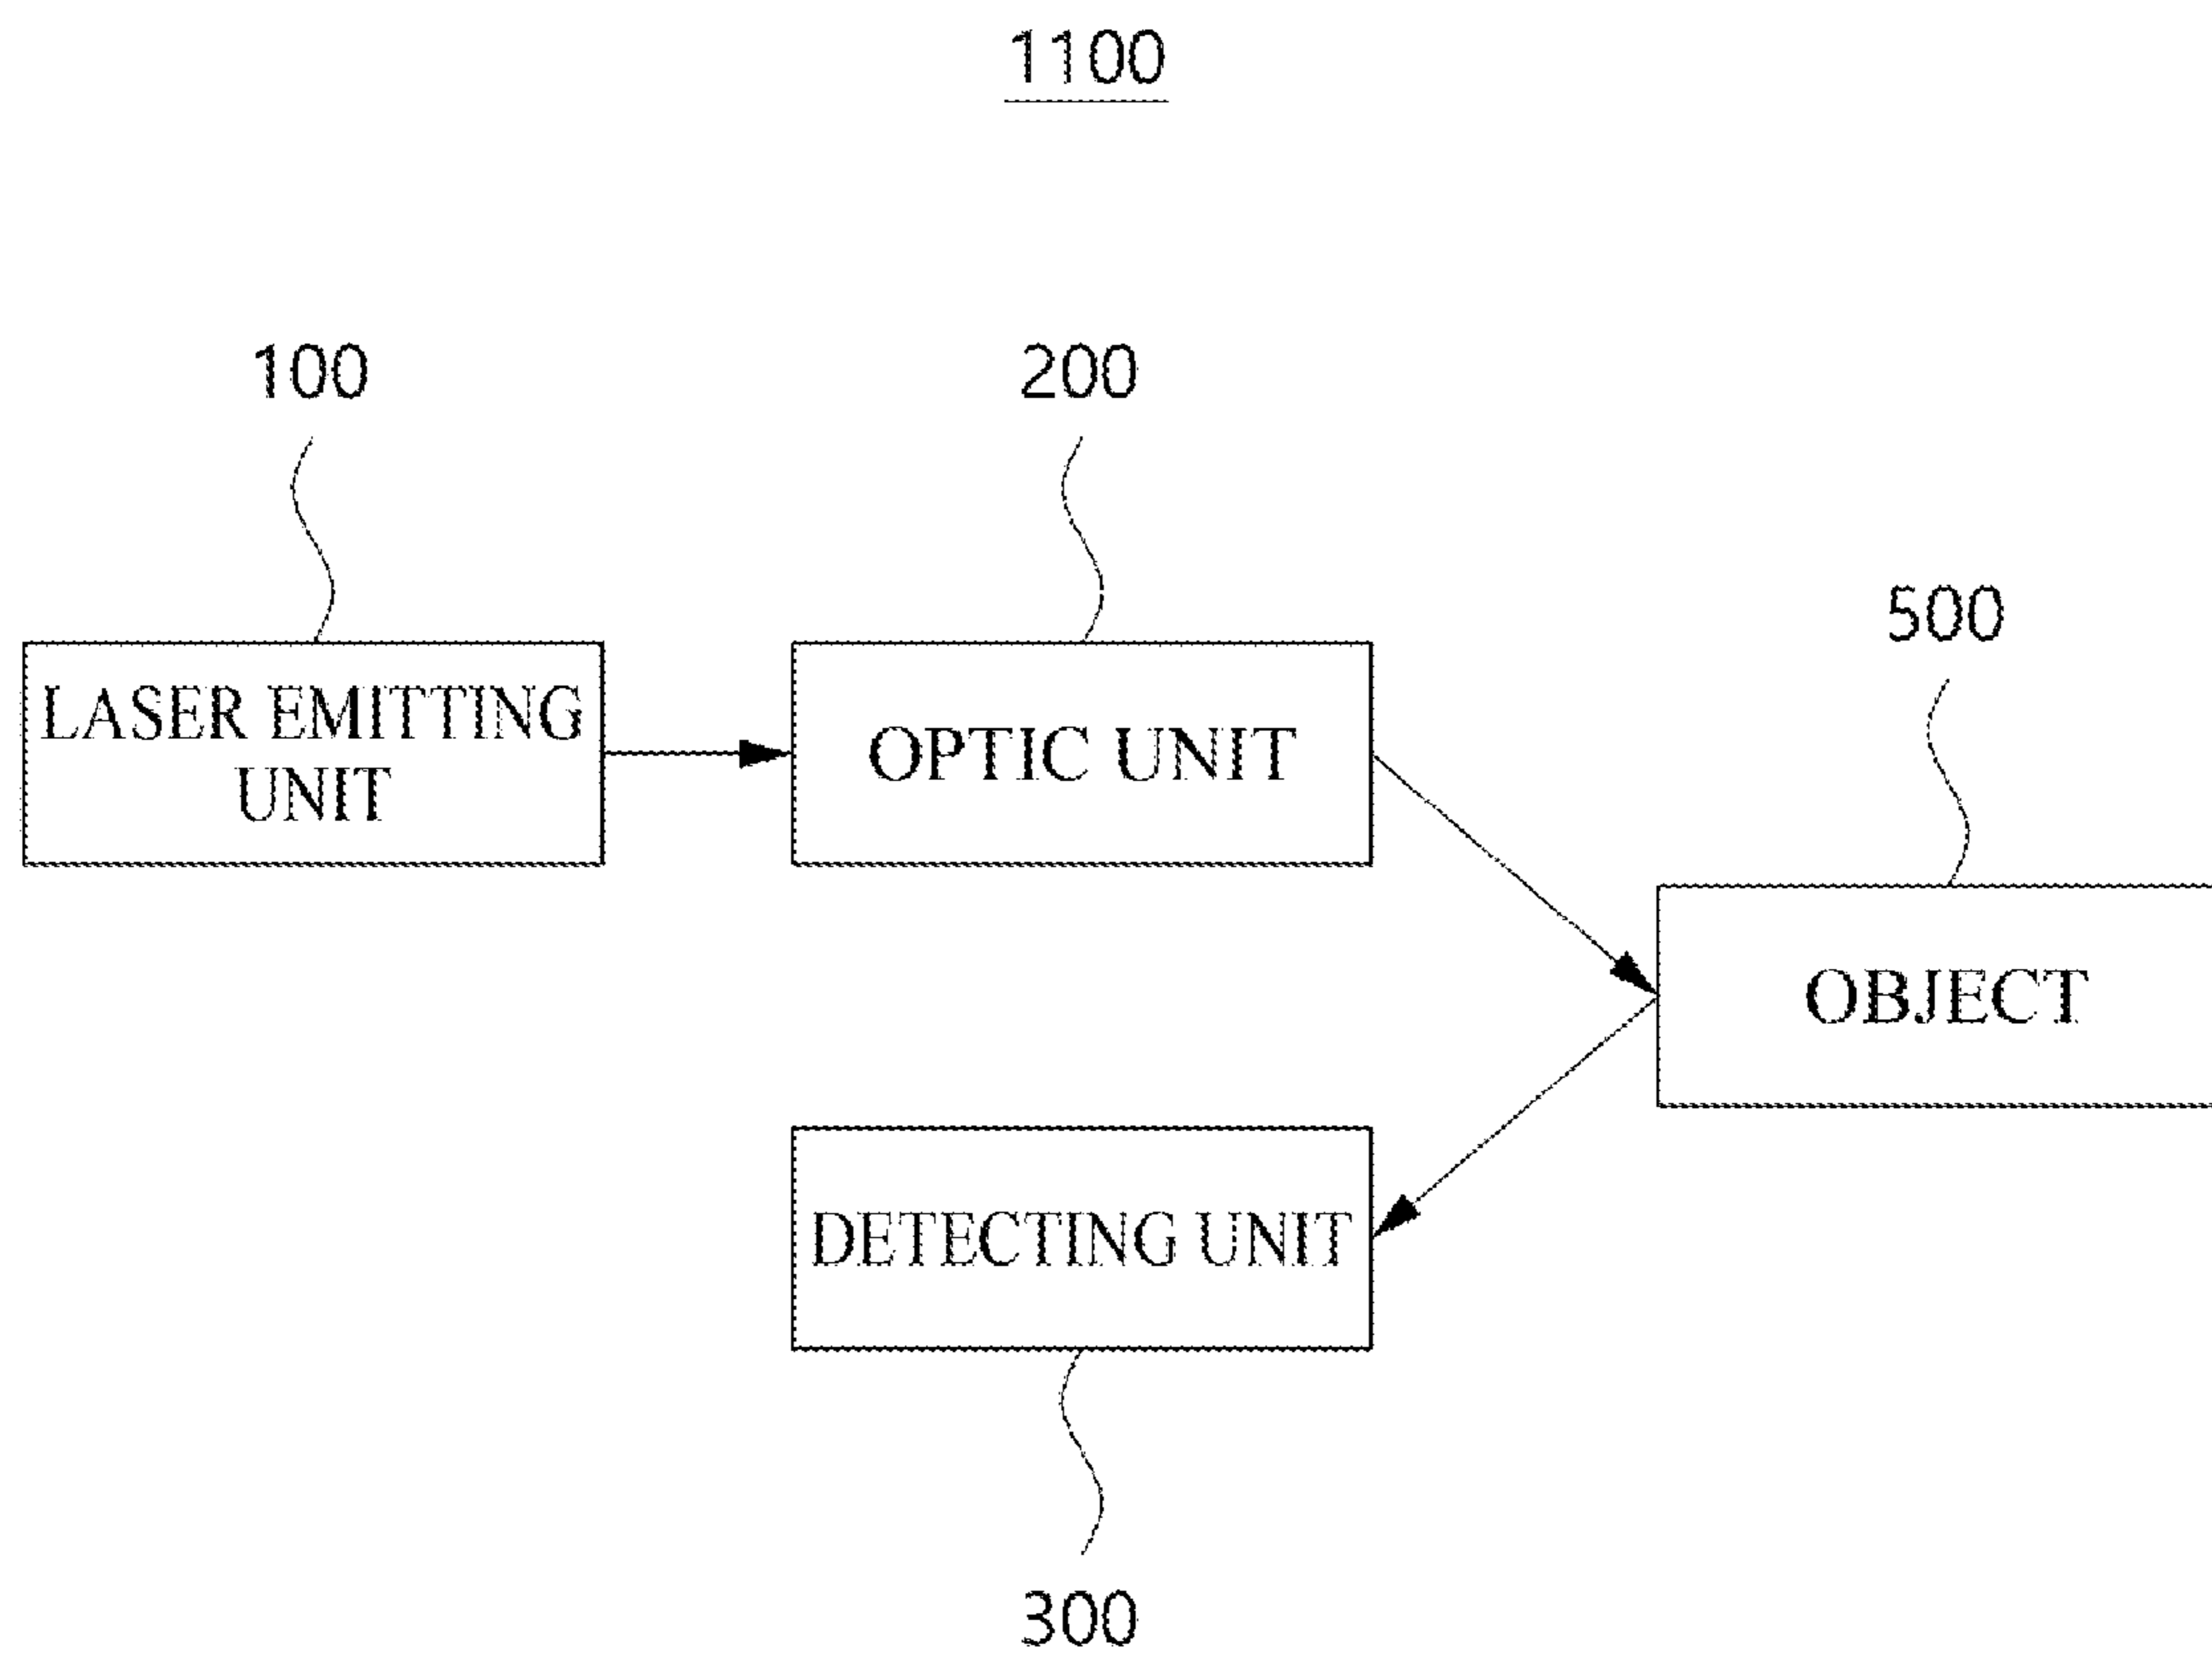 1100
100
200
500
LASER EMITTING
UNIT
OPTIC UNIT
OBJECT
DETECTING UNIT
300